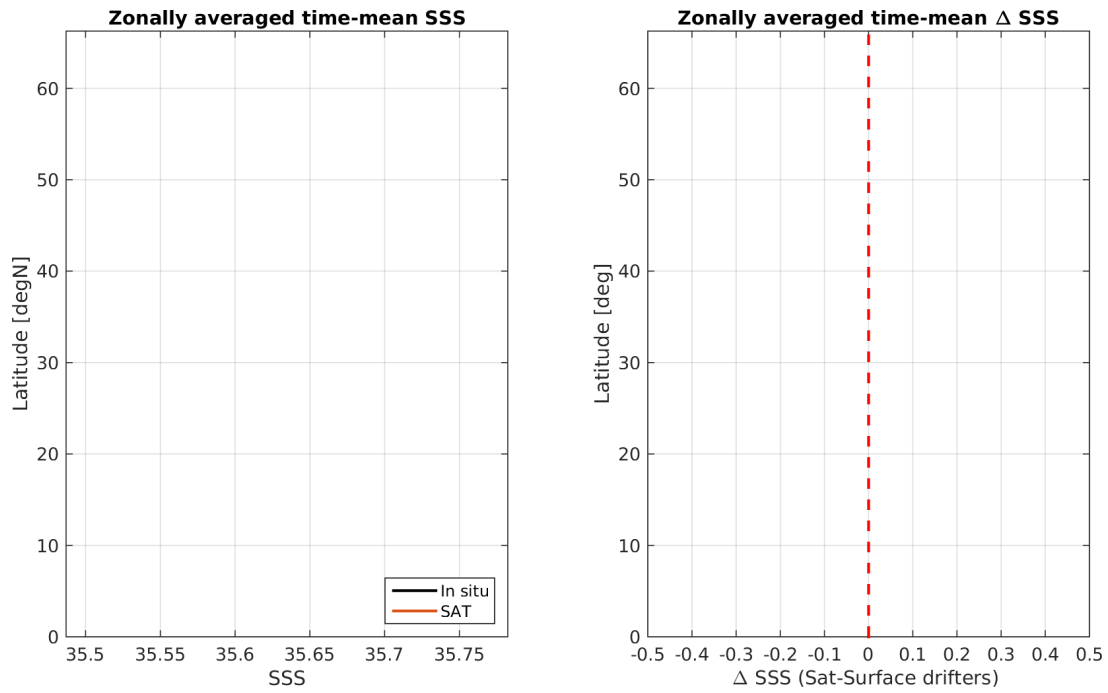 Zonally averaged time-mean SSS
60
50
40
30
20
10
0
Latitude [degN]
In situ
SAT
35.5 35.55 35.6 35.65 35.7 35.75
SSS
Zonally averaged time-mean Δ SSS
60
50
40
30
20
10
0
Latitude [deg]
-0.5 -0.4 -0.3 -0.2 -0.1 0 0.1 0.2 0.3 0.4 0.5
Δ SSS (Sat-Surface drifters)